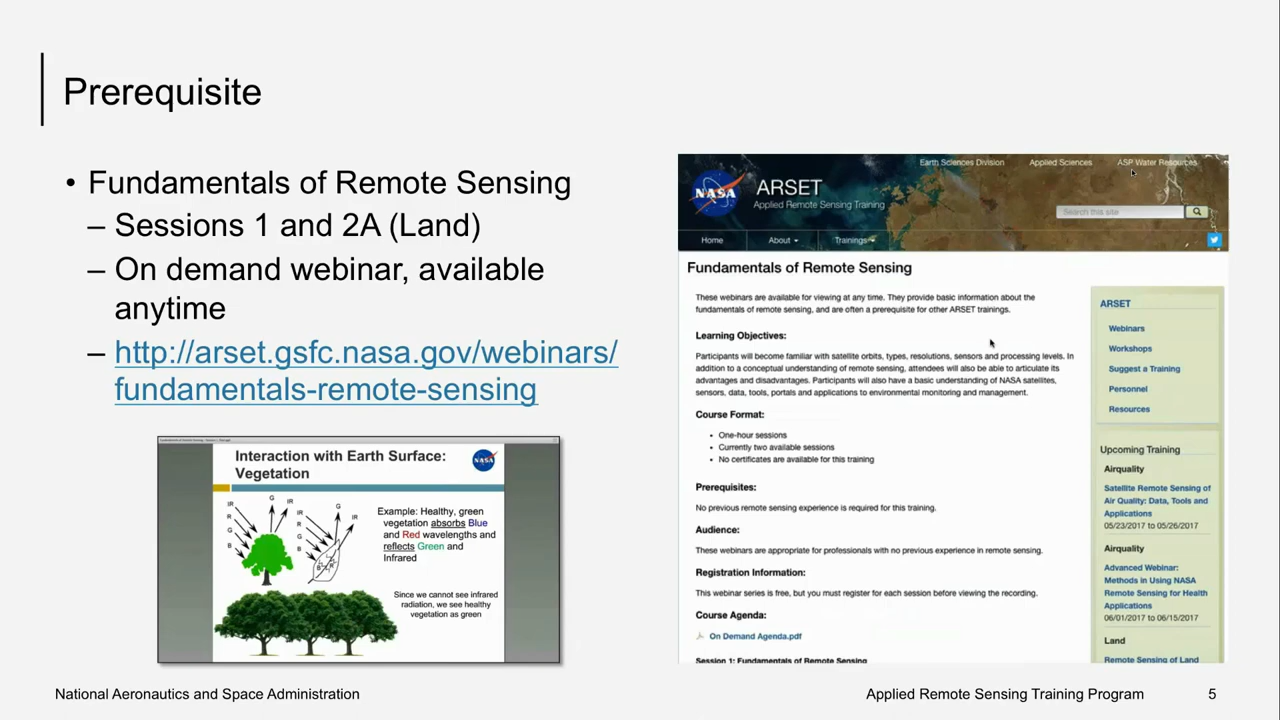 Prerequisite
• Fundamentals of Remote Sensing
– Sessions 1 and 2A (Land)
– On demand webinar, available
anytime
– http://arset.gsfc.nasa.gov/webinars/
fundamentals-remote-sensing
Interaction with Earth Surface:
Vegetation
NASA
IR
R
G
B
G
IR
IR
R
G
B
G
IR
Example: Healthy, green
vegetation absorbs Blue
and Red wavelengths and
reflects Green and
Infrared
Since we cannot see infrared
radiation, we see healthy
vegetation as green
Earth Sciences Division
Applied Sciences
ASP Water Resources
NASA
ARSET
Applied Remote Sensing Training
Search this site
Home
About
Trainings
Fundamentals of Remote Sensing
These webinars are available for viewing at any time. They provide basic information about the
fundamentals of remote sensing, and are often a prerequisite for other ARSET trainings.
Learning Objectives:
Participants will become familiar with satellite orbits, types, resolutions, sensors and processing levels. In
addition to a conceptual understanding of remote sensing, attendees will also be able to articulate its
advantages and disadvantages. Participants will also have a basic understanding of NASA satellites,
sensors, data, tools, portals and applications to environmental monitoring and management.
Course Format:
• One-hour sessions
• Currently two available sessions
• No certificates are available for this training
Prerequisites:
No previous remote sensing experience is required for this training.
Audience:
These webinars are appropriate for professionals with no previous experience in remote sensing.
Registration Information:
This webinar series is free, but you must register for each session before viewing the recording.
Course Agenda:
On Demand Agenda.pdf
Session 1: Fundamentals of Remote Sensing
ARSET
Webinars
Workshops
Suggest a Training
Personnel
Resources
Upcoming Training
Airquality
Satellite Remote Sensing of
Air Quality: Data, Tools and
Applications
05/23/2017 to 05/26/2017
Airquality
Advanced Webinar:
Methods in Using NASA
Remote Sensing for Health
Applications
06/01/2017 to 06/15/2017
Land
Remote Sensing of Land
National Aeronautics and Space Administration
Applied Remote Sensing Training Program
5